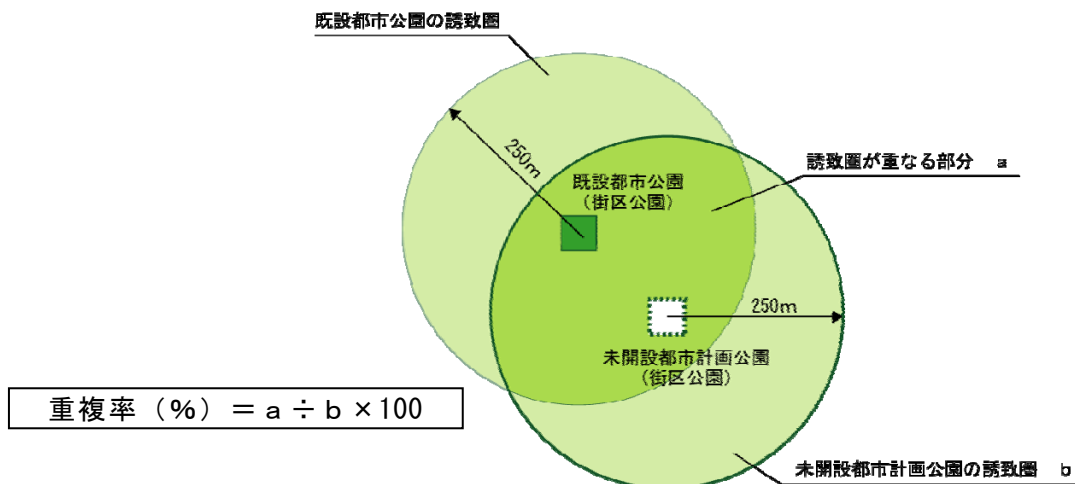 既設都市公園の誘致圏
250m
誘致圏が重なる部分　a
既設都市公園
（街区公園）
250m
未開設都市計画公園
（街区公園）
重複率（％）＝ａ÷ｂ×100
未開設都市計画公園の誘致圏　b